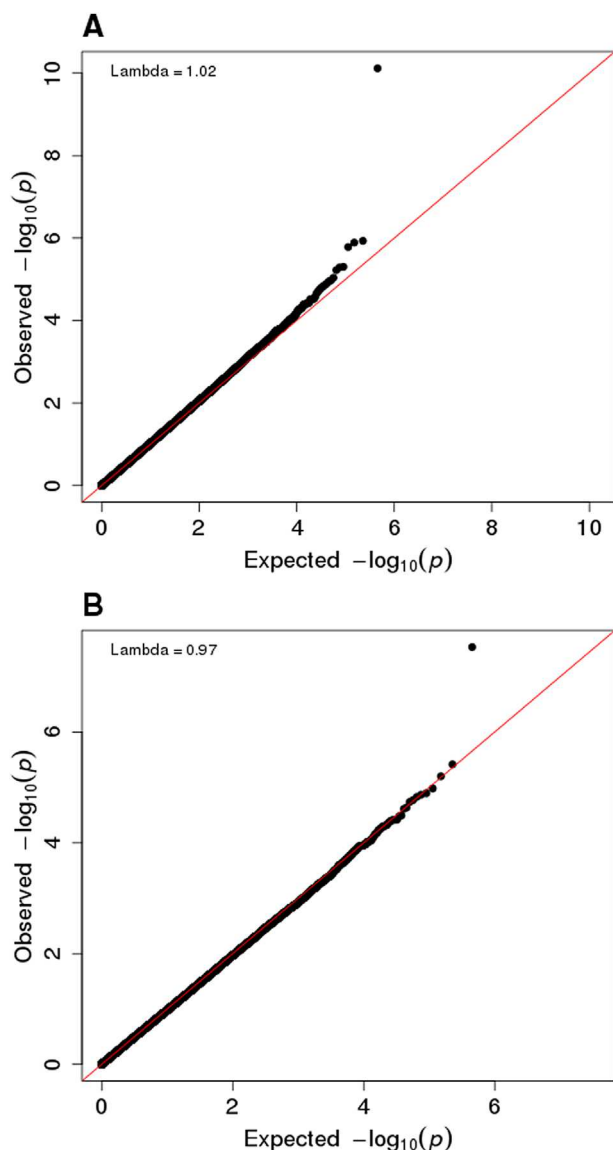 A
Lambda = 1.02
10
8
6
4
2
0
Observed −log10(p)
0 2 4 6 8 10
Expected −log10(p)
B
Lambda = 0.97
6
4
2
0
Observed −log10(p)
0 2 4 6
Expected −log10(p)